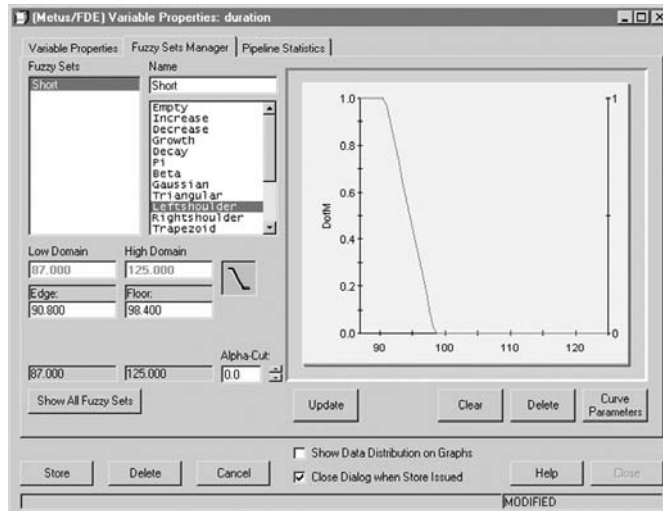 [Metus/FDE] Variable Properties: duration
Variable Properties Fuzzy Sets Manager Pipeline Statistics
Fuzzy Sets Name
Short Short
Empty
Increase
Decrease
Growth
Decay
Pi
Beta
Gaussian
Triangular
Leftshoulder
Rightshoulder
Trapezoid
Low Domain High Domain
87.000 125.000
Edge: Floor:
90.800 98.400
Alpha-Cut:
87.000 125.000 0.0
Show All Fuzzy Sets
1.0 1
0.8
0.6
DofM
0.4
0.2
0.0 0
90 100 110 120
Update Clear Delete Curve Parameters
Show Data Distribution on Graphs
Store Delete Cancel Close Dialog when Store Issued Help Close
MODIFIED